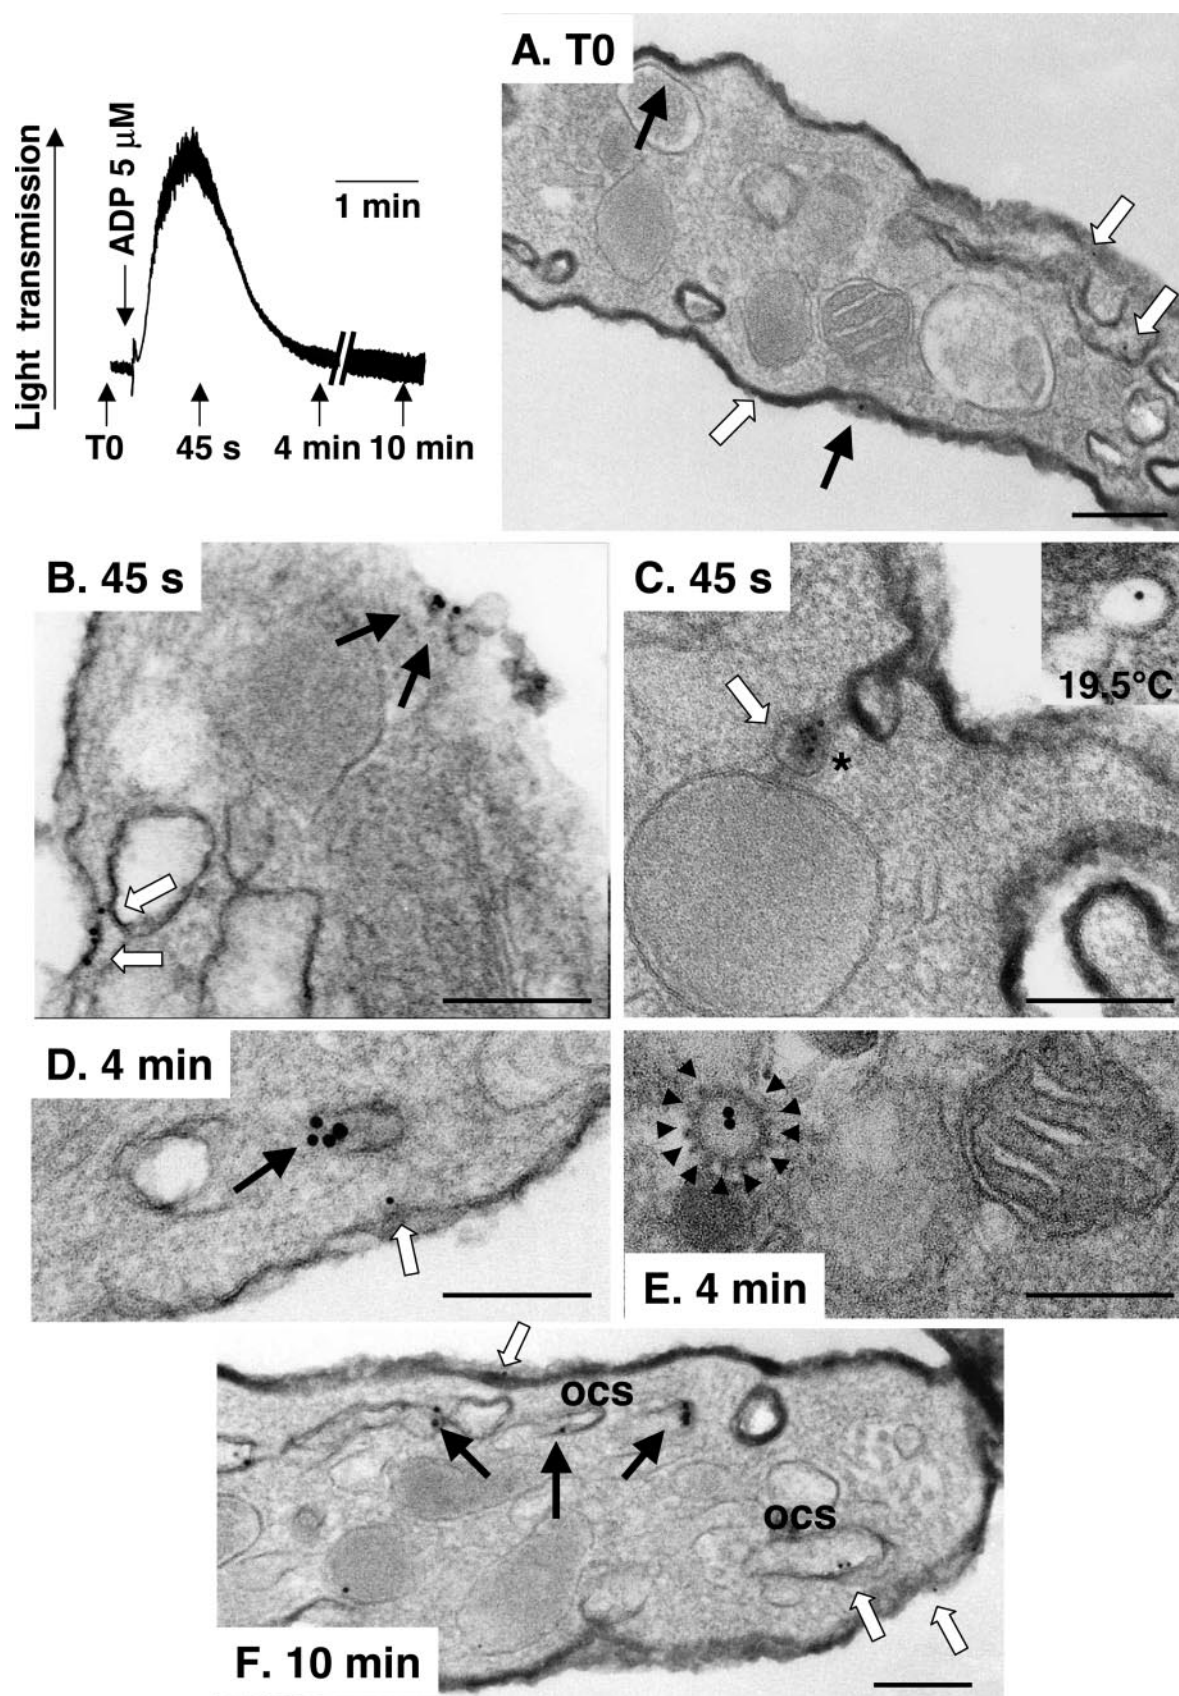 Light transmission
ADP 5 μM
1 min
T0
45 s
4 min
10 min
A. T0
B. 45 s
C. 45 s
*
19.5°C
D. 4 min
E. 4 min
ocs
ocs
F. 10 min